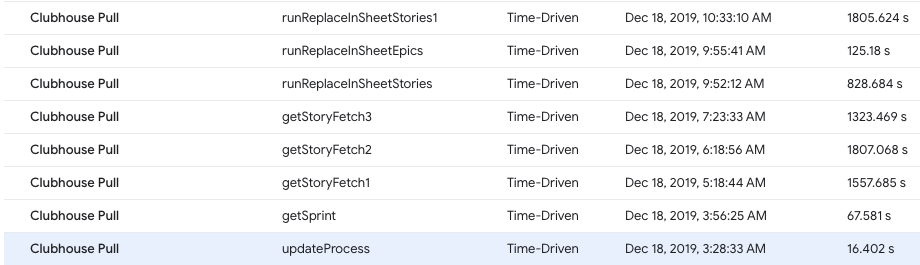 Clubhouse Pull runReplaceInSheetStories1 Time-Driven Dec 18, 2019, 10:33:10 AM 1805.624 s
Clubhouse Pull runReplaceInSheetEpics Time-Driven Dec 18, 2019, 9:55:41 AM 125.18 s
Clubhouse Pull runReplaceInSheetStories Time-Driven Dec 18, 2019, 9:52:12 AM 828.684 s
Clubhouse Pull getStoryFetch3 Time-Driven Dec 18, 2019, 7:23:33 AM 1323.469 s
Clubhouse Pull getStoryFetch2 Time-Driven Dec 18, 2019, 6:18:56 AM 1807.068 s
Clubhouse Pull getStoryFetch1 Time-Driven Dec 18, 2019, 5:18:44 AM 1557.685 s
Clubhouse Pull getSprint Time-Driven Dec 18, 2019, 3:56:25 AM 67.581 s
Clubhouse Pull updateProcess Time-Driven Dec 18, 2019, 3:28:33 AM 16.402 s